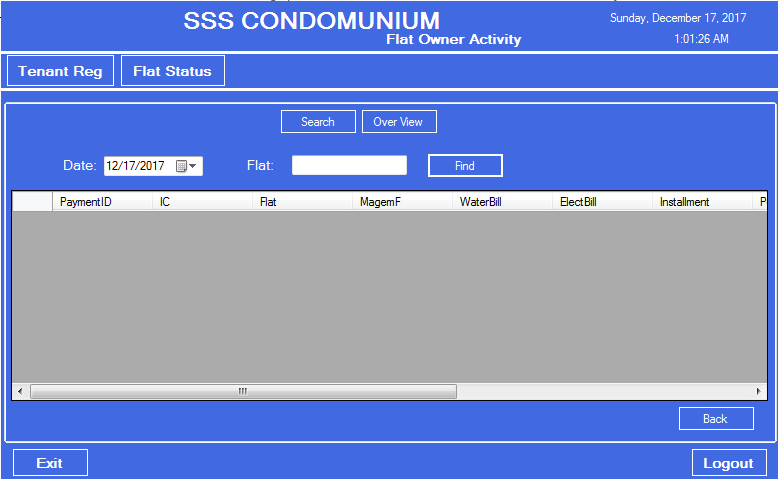 SSS CONDOMUNIUM
Flat Owner Activity
Sunday, December 17, 2017
1:01:26 AM
Tenant Reg Flat Status
Search Over View
Date: 12/17/2017 Flat: Find
PaymentID IC Flat MagemF WaterBill ElectBill Installment P
Back
Exit Logout